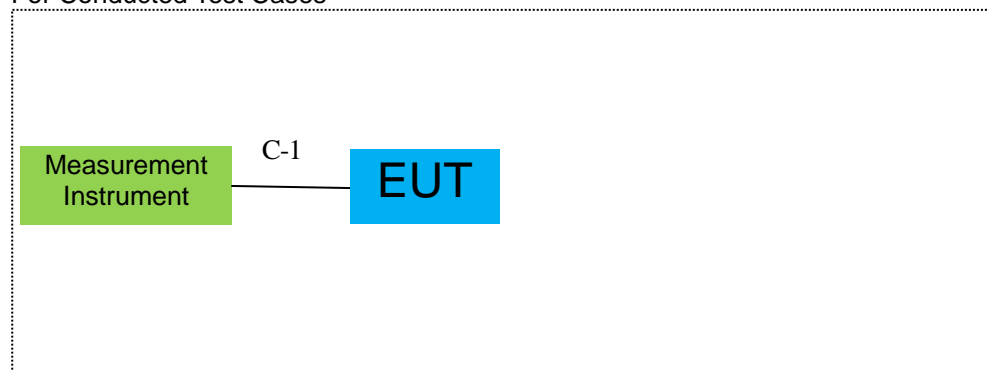 For Conducted Test Cases
C-1
Measurement
Instrument
EUT